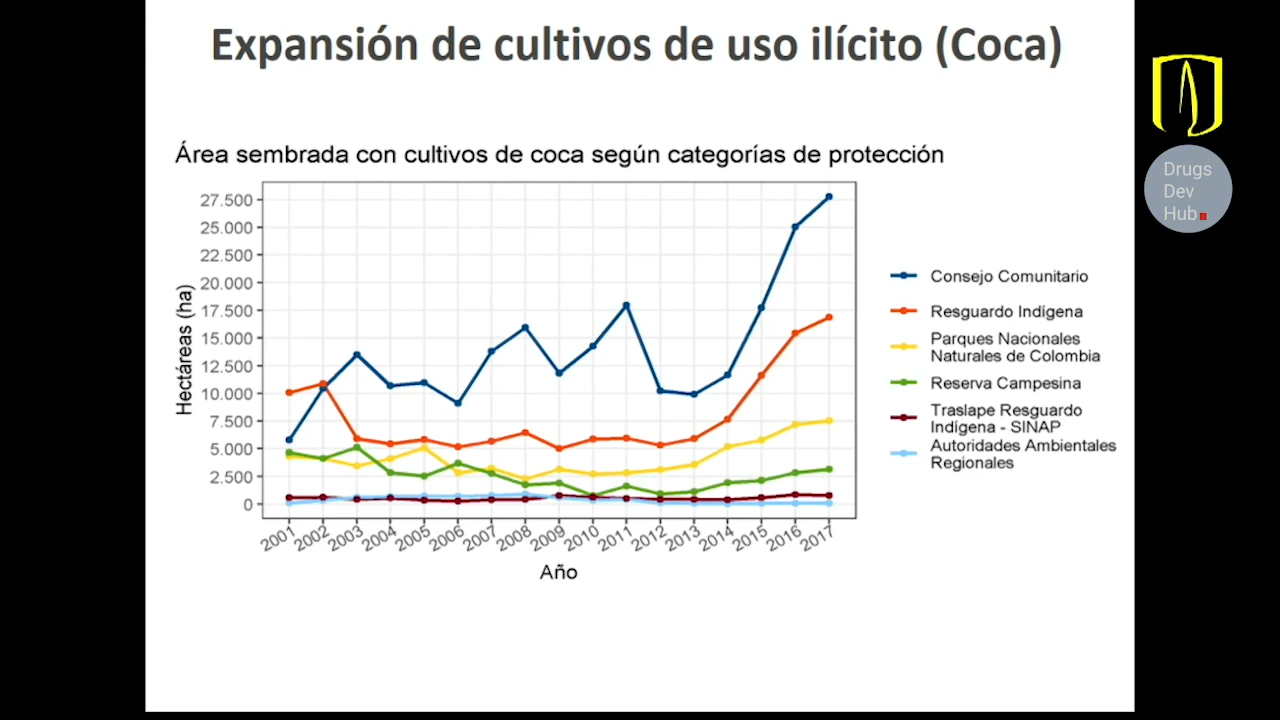 Expansión de cultivos de uso ilícito (Coca)
Área sembrada con cultivos de coca según categorías de protección
Hectáreas (ha)
27.500
25.000
22.500
20.000
17.500
15.000
12.500
10.000
7.500
5.000
2.500
0
2001 2002 2003 2004 2005 2006 2007 2008 2009 2010 2011 2012 2013 2014 2015 2016 2017
Año
Consejo Comunitario
Resguardo Indígena
Parques Nacionales
Naturales de Colombia
Reserva Campesina
Traslape Resguardo
Indígena - SINAP
Autoridades Ambientales
Regionales
Drugs
Dev
Hub